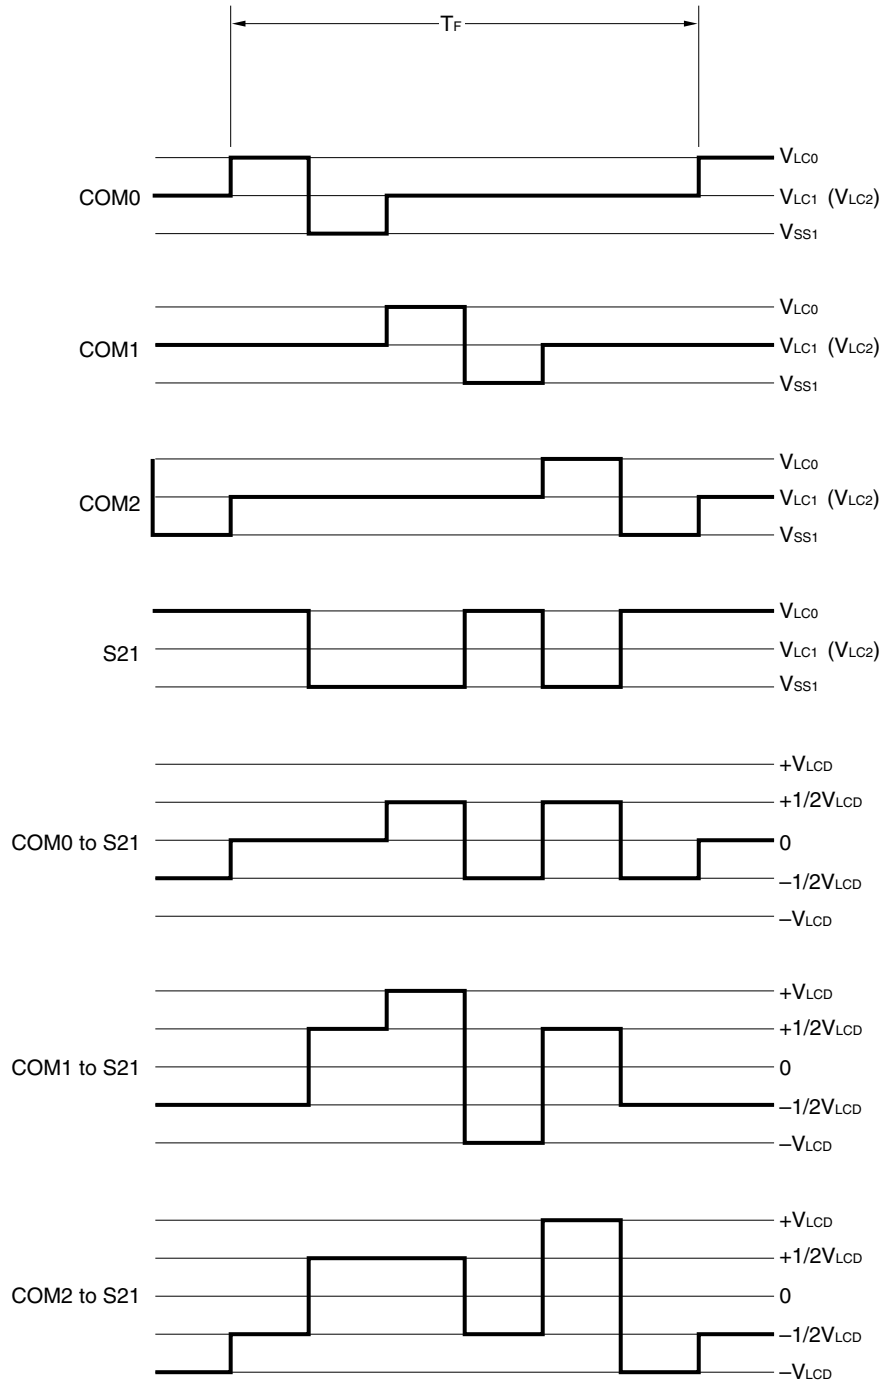 TF
VLC0
COM0
VLC1 (VLC2)
VSS1
VLC0
COM1
VLC1 (VLC2)
VSS1
VLC0
COM2
VLC1 (VLC2)
VSS1
VLC0
S21
VLC1 (VLC2)
VSS1
+VLCD
+1/2VLCD
COM0 to S21
0
–1/2VLCD
–VLCD
+VLCD
+1/2VLCD
COM1 to S21
0
–1/2VLCD
–VLCD
+VLCD
+1/2VLCD
COM2 to S21
0
–1/2VLCD
–VLCD